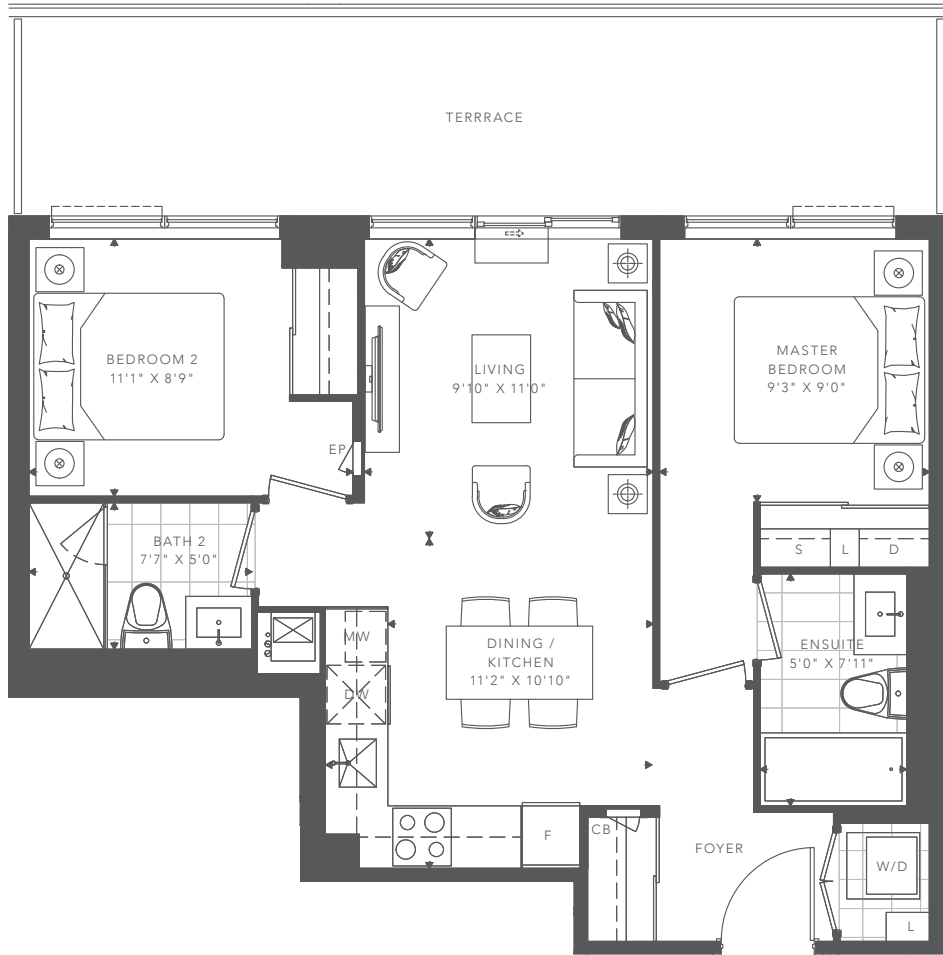 TERRRACE
BEDROOM 2
11'1" X 8'9"
LIVING
9'10" X 11'0"
MASTER
BEDROOM
9'3" X 9'0"
EP
BATH 2
7'7" X 5'0"
S
L
D
MW
DW
DINING /
KITCHEN
11'2" X 10'10"
ENSUITE
5'0" X 7'11"
F
CB
FOYER
W/D
L